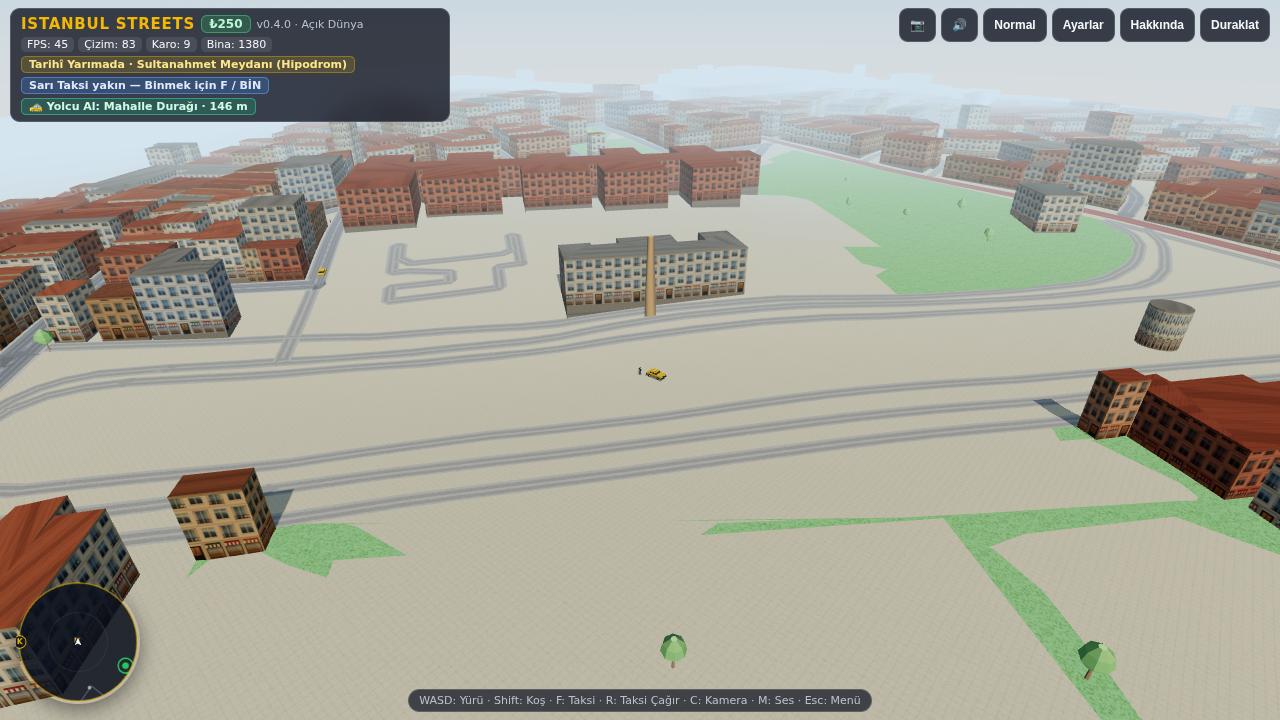 ISTANBUL STREETS ₺250 v0.4.0 · Açık Dünya
FPS: 45 Çizim: 83 Karo: 9 Bina: 1380
Tarihî Yarımada · Sultanahmet Meydanı (Hipodrom)
Sarı Taksi yakın — Binmek için F / BİN
🚕 Yolcu Al: Mahalle Durağı · 146 m
Normal
Ayarlar
Hakkında
Duraklat
K
WASD: Yürü · Shift: Koş · F: Taksi · R: Taksi Çağır · C: Kamera · M: Ses · Esc: Menü